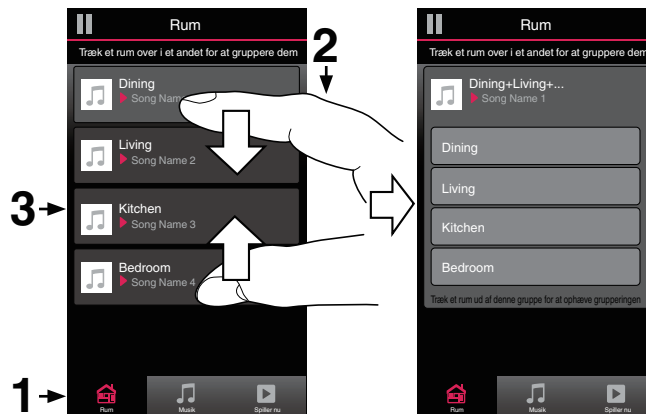 Rum
Træk et rum over i et andet for at gruppere dem
2
Dining
Song Nam
Living
Song Name 2
3
Kitchen
Song Name 3
Bedroom
Song Name 4
1
Rum
Musik
Spiller nu
Rum
Træk et rum over i et andet for at gruppere dem
Dining+Living+...
Song Name 1
Dining
Living
Kitchen
Bedroom
Træk et rum ud af denne gruppe for at ophæve grupperingen
Rum
Musik
Spiller nu